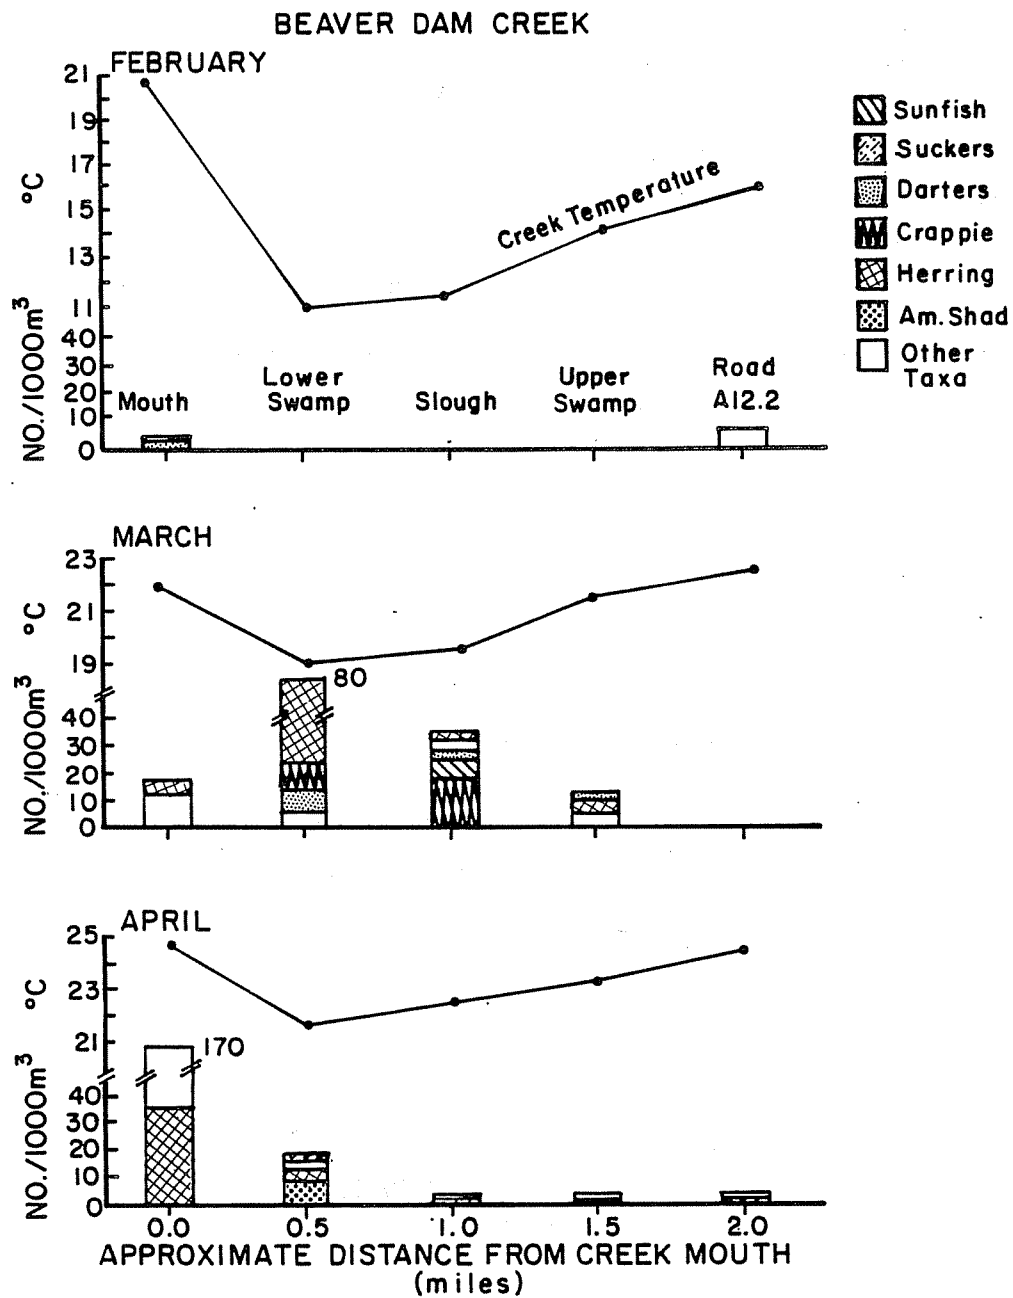 BEAVER DAM CREEK
FEBRUARY
21
19
17
15
13
11
°C
Creek Temperature
40
30
20
10
0
NO./1000m³
Mouth
Lower
Swamp
Slough
Upper
Swamp
Road
A12.2
Sunfish
Suckers
Darters
Crappie
Herring
Am. Shad
Other
Taxa
MARCH
23
21
19
°C
80
40
30
20
10
0
NO./1000m³
APRIL
25
23
21
°C
170
40
30
20
10
0
NO./1000m³
0.0 0.5 1.0 1.5 2.0
APPROXIMATE DISTANCE FROM CREEK MOUTH
(miles)